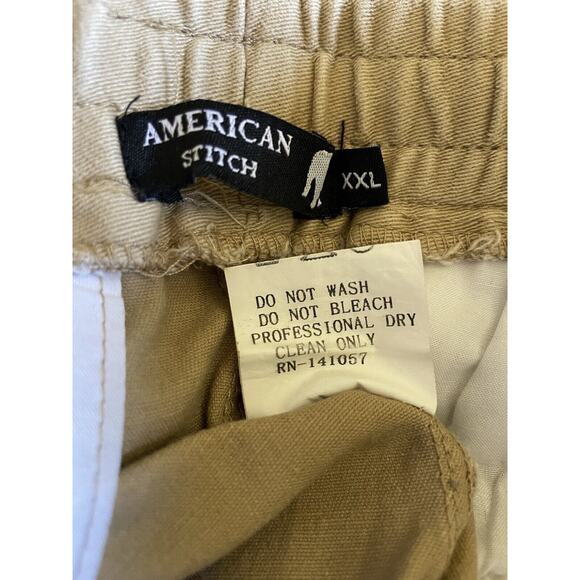 AMERICAN
STITCH
XXL
DO NOT WASH
DO NOT BLEACH
PROFESSIONAL DRY
CLEAN ONLY
RN-141057